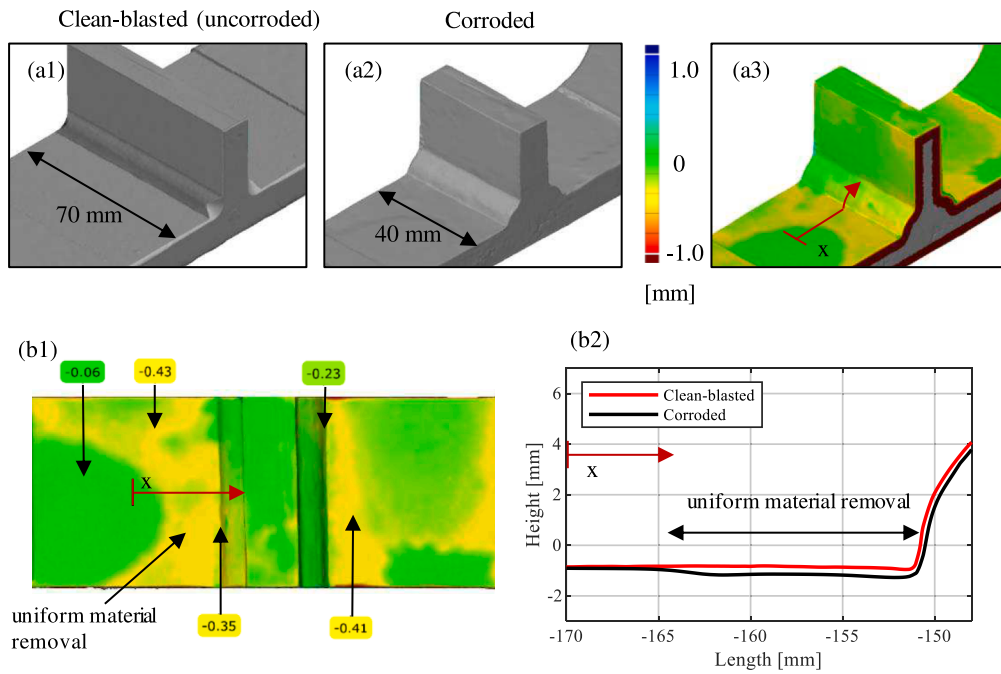 Clean-blasted (uncorroded)
Corroded
(a1)
70 mm
(a2)
40 mm
1.0
0
-1.0
[mm]
(a3)
x
(b1)
-0.06
-0.43
-0.23
x
uniform material
removal
-0.35
-0.41
(b2)
Clean-blasted
Corroded
x
uniform material removal
Height [mm]
6
4
2
0
-2
-170
-165
-160
-155
-150
Length [mm]